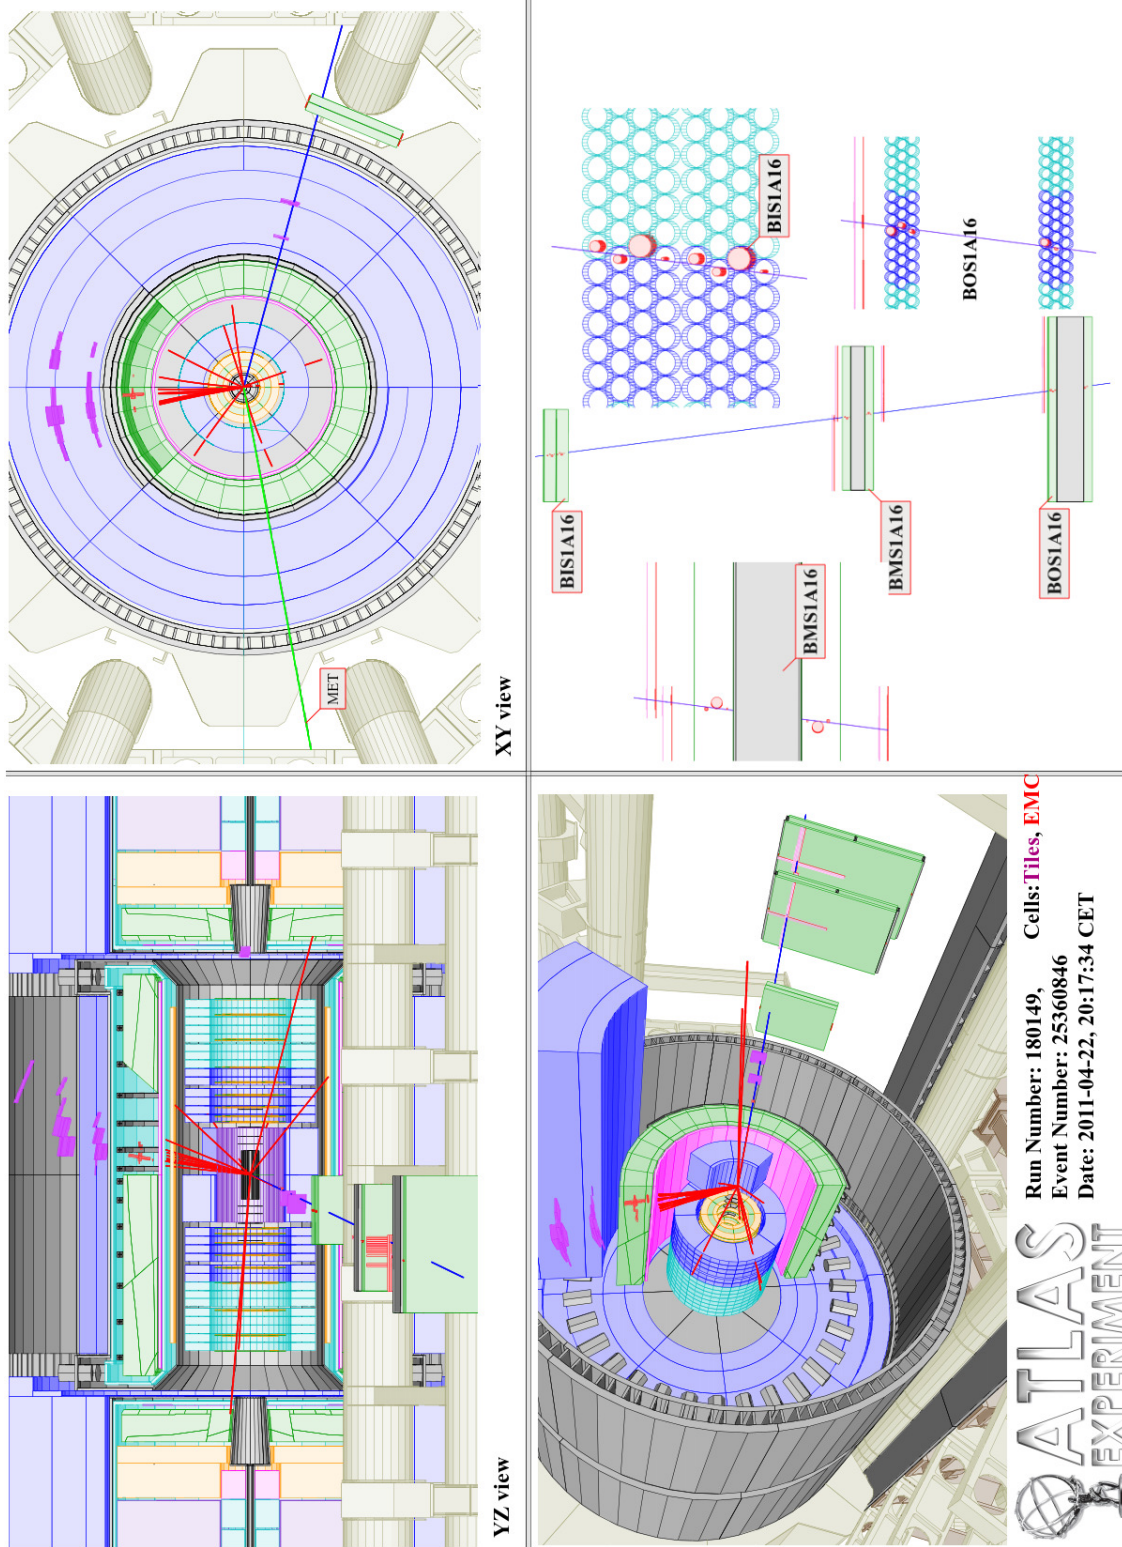 YZ view
XY view
MET
BIS1A16
BIS1A16
BMS1A16
BMS1A16
BOS1A16
BOS1A16
ATLAS
EXPERIMENT
Run Number: 180149, Cells:Tiles, EMC
Event Number: 25360846
Date: 2011-04-22, 20:17:34 CET